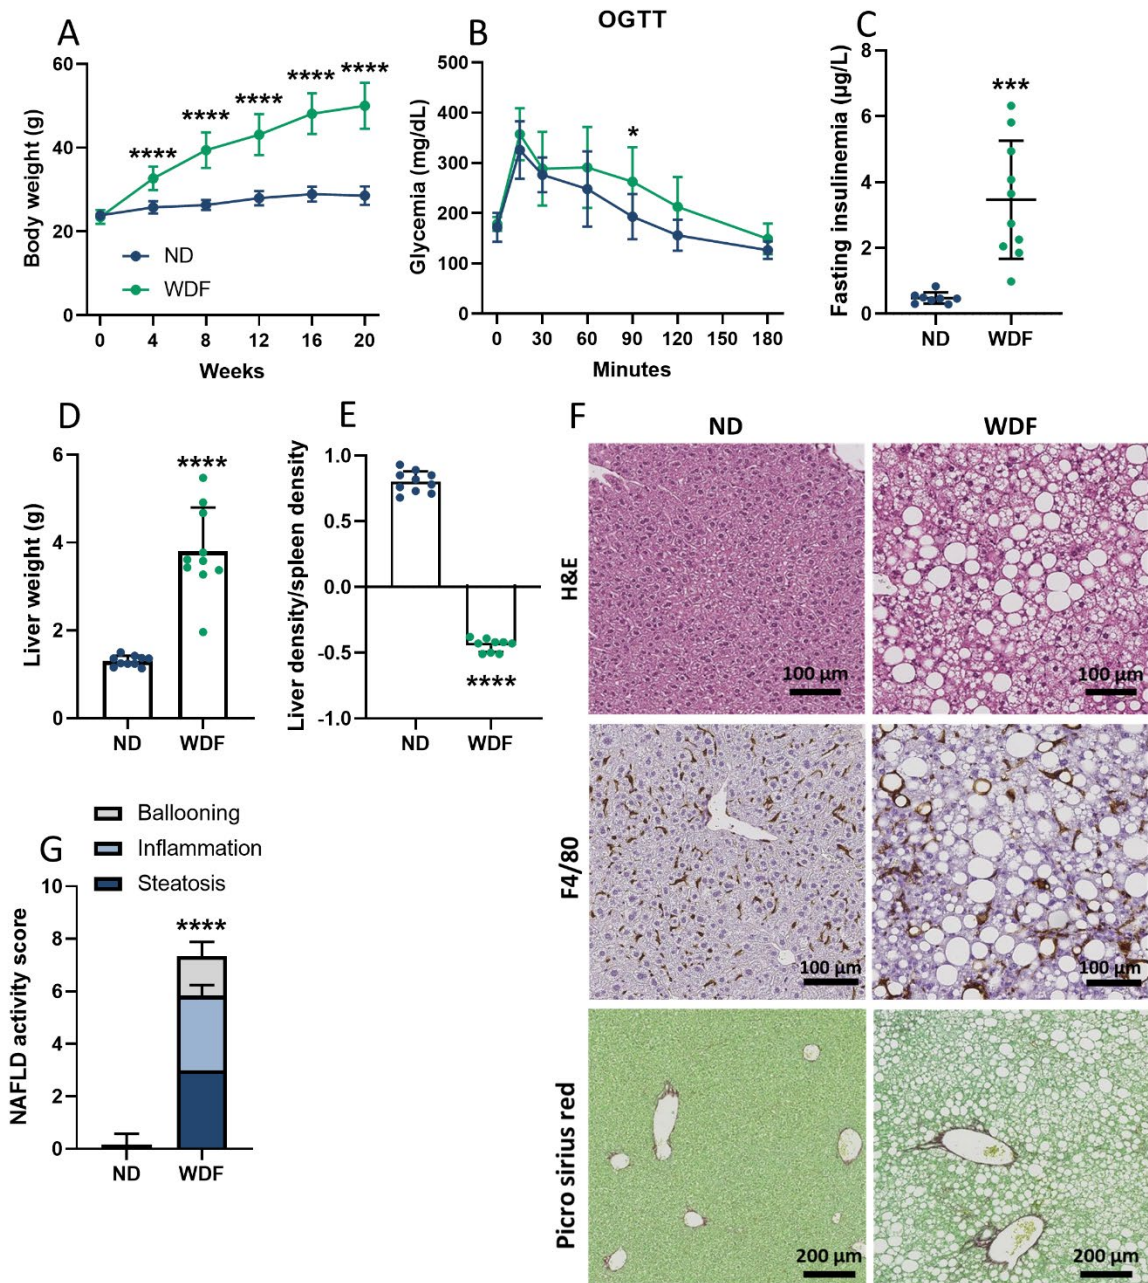 A
Body weight (g)
60
40
20
0
****
****
****
****
****
ND
WDF
0 4 8 12 16 20
Weeks
B
OGTT
Glycemia (mg/dL)
500
400
300
200
100
0
*
0 30 60 90 120 150 180
Minutes
C
Fasting insulinemia (µg/L)
8
6
4
2
0
***
ND WDF
D
Liver weight (g)
6
4
2
0
****
ND WDF
E
Liver density/spleen density
1.0
0.5
0.0
-0.5
-1.0
****
ND WDF
F
ND WDF
H&E
100 µm
100 µm
F4/80
100 µm
100 µm
Picro sirius red
200 µm
200 µm
G
Ballooning
Inflammation
Steatosis
NAFLD activity score
10
8
6
4
2
0
****
ND WDF